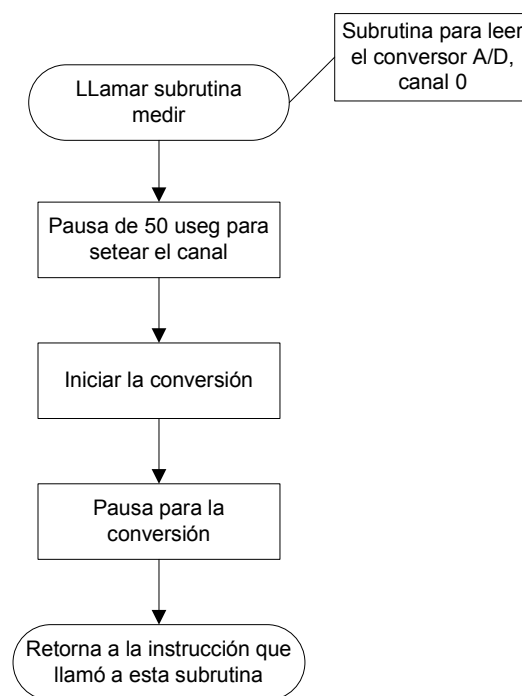 Subrutina para leer
el conversor A/D,
canal 0
LLamar subrutina
medir
Pausa de 50 useg para
setear el canal
Iniciar la conversión
Pausa para la
conversión
Retorna a la instrucción que
llamó a esta subrutina